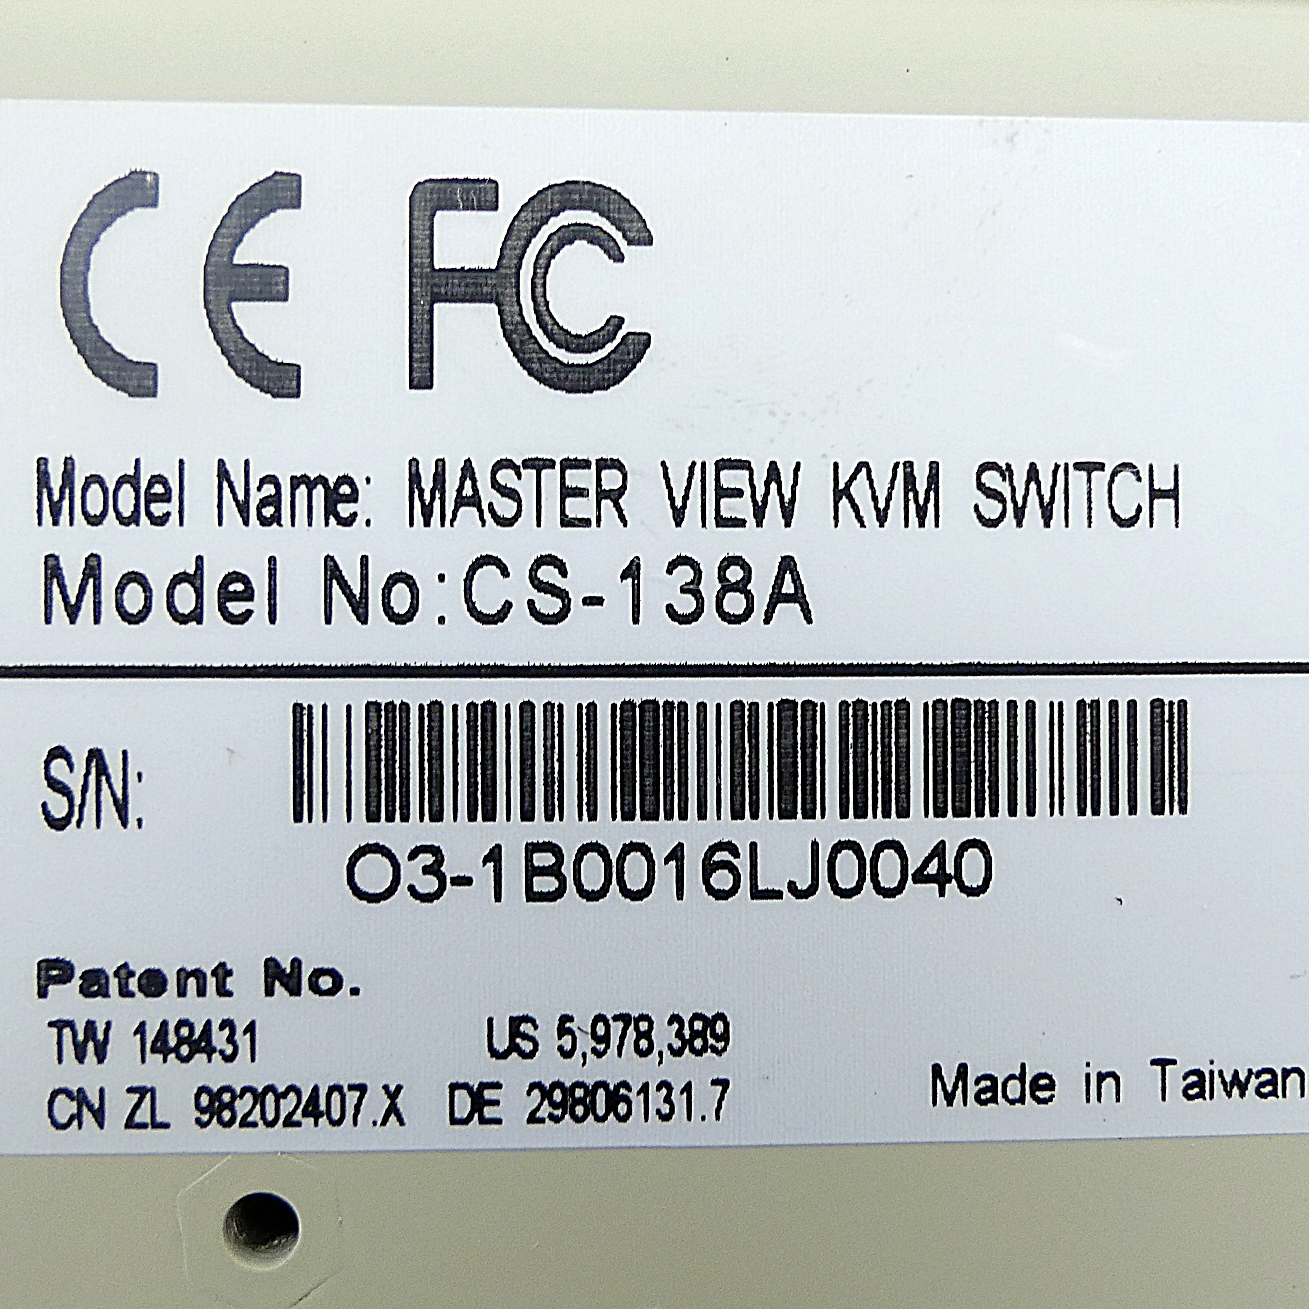 CE FC
Model Name: MASTER VIEW KVM SWITCH
Model No:CS-138A
S/N:
O3-1B0016LJ0040
Patent No.
TW 148431 US 5,978,389
CN ZL 98202407.X DE 29806131.7
Made in Taiwan